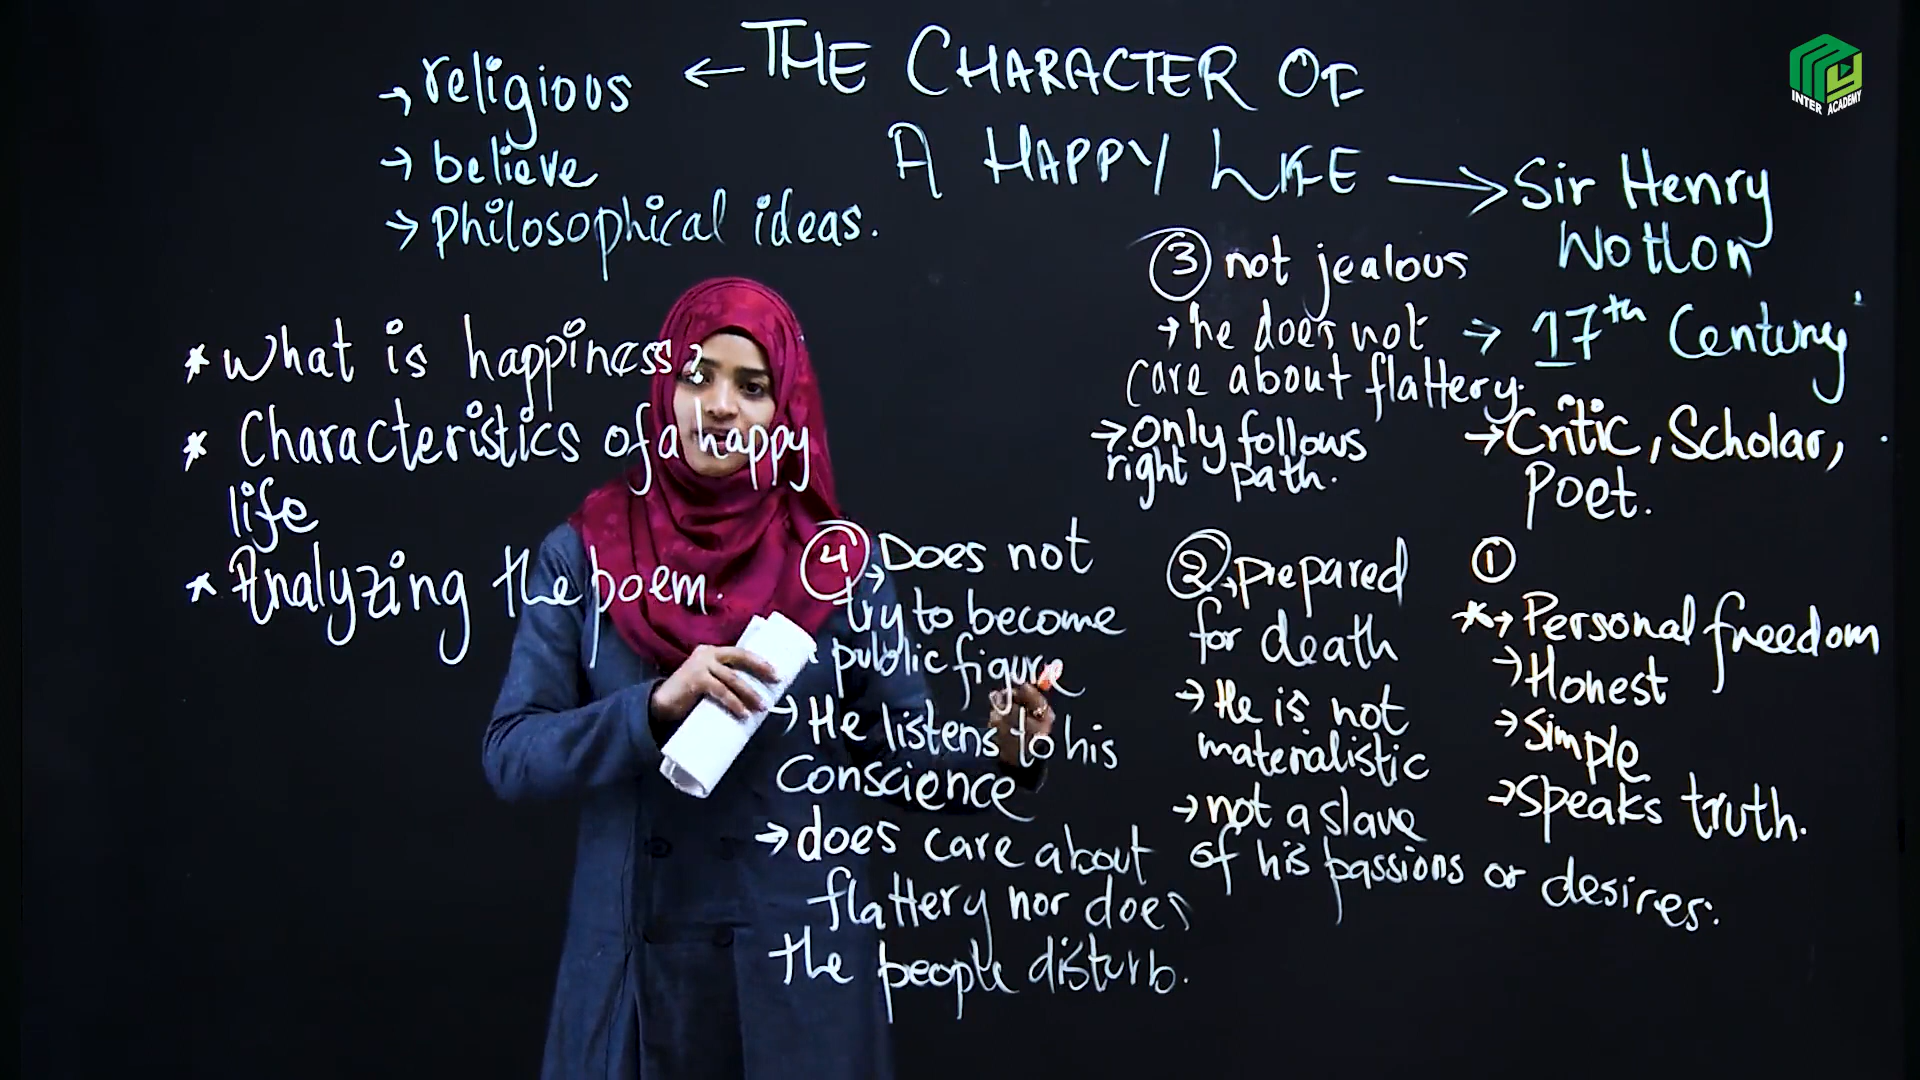 THE CHARACTER OF
A HAPPY LIFE → Sir Henry
Wotton
→ 17th Century
→ Critic, Scholar,
Poet.
← → religious
→ believe
→ Philosophical ideas.
* What is happiness?
* Characteristics of a happy
life
* Analyzing the poem.
①
*→ Personal freedom
→ Honest
→ Simple
→ Speaks truth.
② → prepared
for death
→ He is not
materialistic
→ not a slave
of his passions or desires.
③ not jealous
→ he does not
care about flattery.
→ only follows
right path.
④ → Does not
try to become
public figure
→ He listens to his
conscience
→ does care about
flattery nor does
the people disturb.
INTER ACADEMY